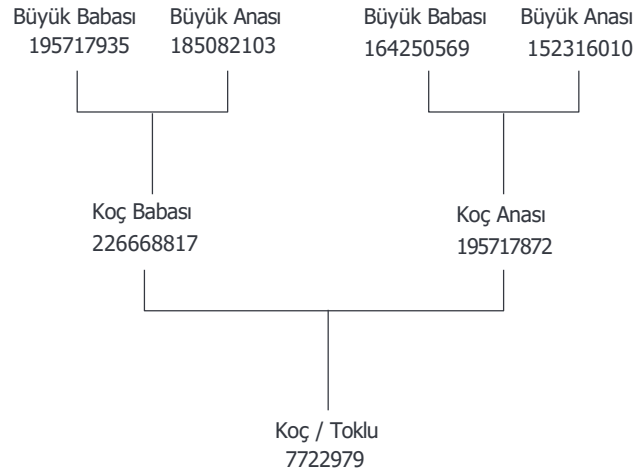 Büyük Babası
195717935
Büyük Anası
185082103
Büyük Babası
164250569
Büyük Anası
152316010
Koç Babası
226668817
Koç Anası
195717872
Koç / Toklu
7722979